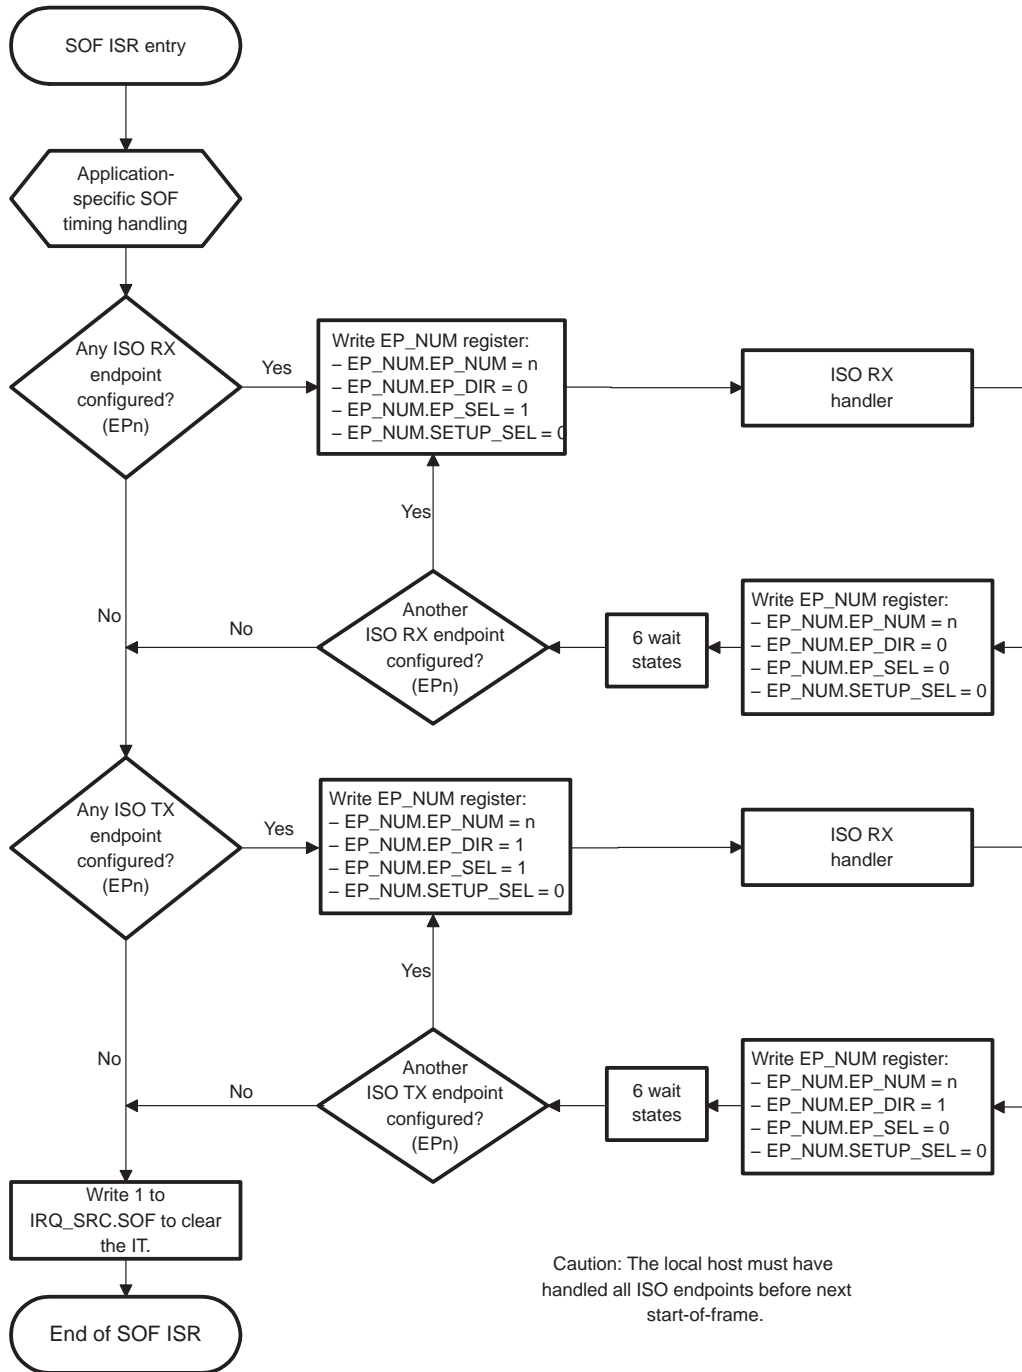 SOF ISR entry
Application-
specific SOF
timing handling
Any ISO RX
endpoint
configured?
(EPn)
Yes
Write EP_NUM register:
– EP_NUM.EP_NUM = n
– EP_NUM.EP_DIR = 0
– EP_NUM.EP_SEL = 1
– EP_NUM.SETUP_SEL = 0
ISO RX
handler
Yes
No
No
Another
ISO RX endpoint
configured?
(EPn)
6 wait
states
Write EP_NUM register:
– EP_NUM.EP_NUM = n
– EP_NUM.EP_DIR = 0
– EP_NUM.EP_SEL = 0
– EP_NUM.SETUP_SEL = 0
Any ISO TX
endpoint
configured?
(EPn)
Yes
Write EP_NUM register:
– EP_NUM.EP_NUM = n
– EP_NUM.EP_DIR = 1
– EP_NUM.EP_SEL = 1
– EP_NUM.SETUP_SEL = 0
ISO RX
handler
Yes
No
No
Another
ISO TX endpoint
configured?
(EPn)
6 wait
states
Write EP_NUM register:
– EP_NUM.EP_NUM = n
– EP_NUM.EP_DIR = 1
– EP_NUM.EP_SEL = 0
– EP_NUM.SETUP_SEL = 0
Write 1 to
IRQ_SRC.SOF to clear
the IT.
Caution: The local host must have
handled all ISO endpoints before next
start-of-frame.
End of SOF ISR